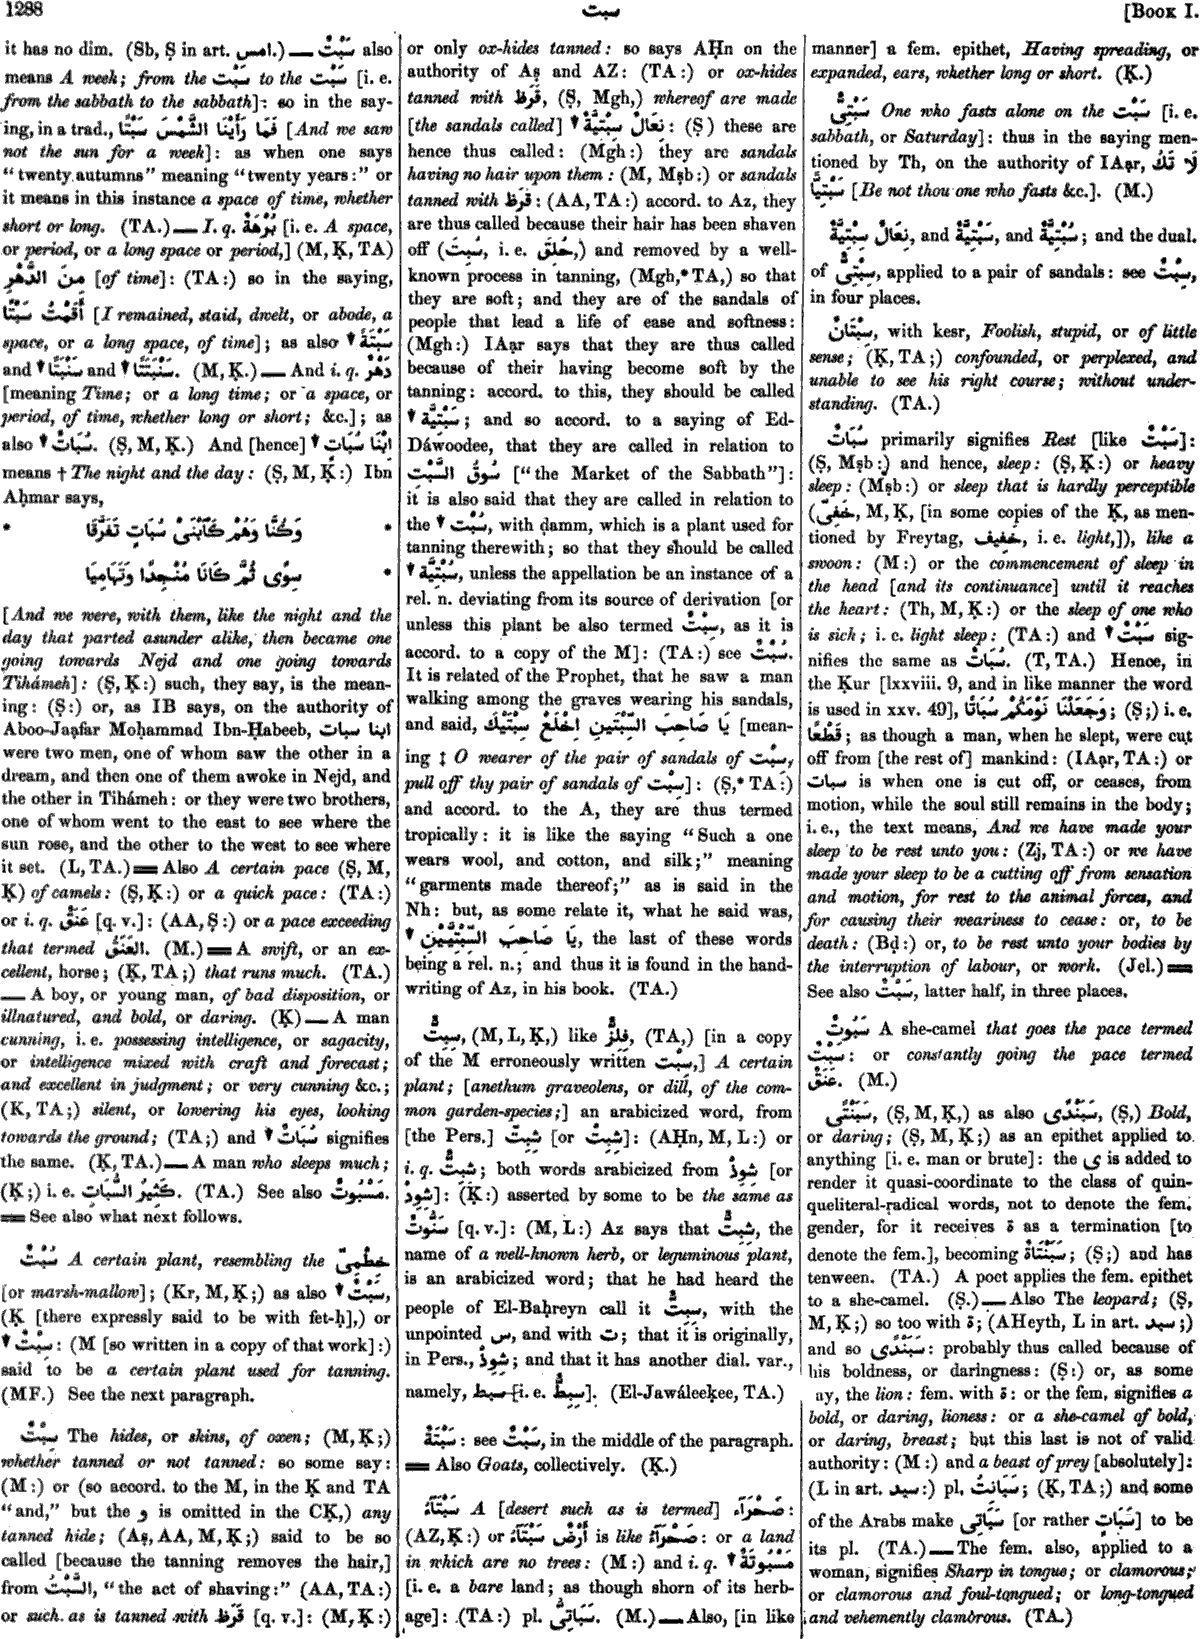 1288
سبت
[BOOK I.
it has no dim. (Sb, Ṣ in art. امس.) ـــ سَبْتٌ also
means A week; from the سَبْت to the سَبْت [i. e.
from the sabbath to the sabbath]: so in the say-
ing, in a trad., فَمَا رَأَيْنَا الشَّمْسَ سَبْتًا [And we saw
not the sun for a week]: as when one says
“twenty autumns” meaning “twenty years:” or
it means in this instance a space of time, whether
short or long. (TA.) ـــ I. q. بُرْهَةٌ [i. e. A space,
or period, or a long space or period,] (M, Ḳ, TA)
مِنَ الدَّهْرِ [of time]: (TA:) so in the saying,
أَقَمْتُ سَبْتًا [I remained, staid, dwelt, or abode, a
space, or a long space, of time]; as also ▼ سَبْتَةً
and ▼ سَنْبَتًا and ▼ سَنْبَتَةً. (M, Ḳ.) ـــ And i. q. دَهْرٌ
[meaning Time; or a long time; or a space, or
period, of time, whether long or short; &c.]; as
also ▼ سُبَاتٌ. (Ṣ, M, Ḳ.) And [hence] ▼ اِبْنَا سُبَاتٍ
means † The night and the day: (Ṣ, M, Ḳ:) Ibn
Aḥmar says,
* وَكُنَّا وَهُمْ كَٱبْنَىْ سُبَاتٍ تَفَرَّقَا *
سِوًى ثُمَّ كَانَا مُنْجِدًا وَتَهَامِيَا *
[And we were, with them, like the night and the
day that parted asunder alike, then became one
going towards Nejd and one going towards
Tihámeh]: (Ṣ, Ḳ:) such, they say, is the mean-
ing: (Ṣ:) or, as IB says, on the authority of
Aboo-Jaạfar Moḥammad Ibn-Ḥabeeb, ابنا سبات
were two men, one of whom saw the other in a
dream, and then one of them awoke in Nejd, and
the other in Tihámeh: or they were two brothers,
one of whom went to the east to see where the
sun rose, and the other to the west to see where
it set. (L, TA.) ＝ Also A certain pace (Ṣ, M,
Ḳ) of camels: (Ṣ, Ḳ:) or a quick pace: (TA:)
or i. q. عَنَقٌ [q. v.]: (AA, Ṣ:) or a pace exceeding
that termed العَنَقُ. (M.) ＝ A swift, or an ex-
cellent, horse; (Ḳ, TA;) that runs much. (TA.)
ـــ A boy, or young man, of bad disposition, or
illnatured, and bold, or daring. (Ḳ) ـــ A man
cunning, i. e. possessing intelligence, or sagacity,
or intelligence mixed with craft and forecast;
and excellent in judgment; or very cunning &c.;
(K, TA;) silent, or lowering his eyes, looking
towards the ground; (TA;) and ▼ سُبَاتٌ signifies
the same. (Ḳ, TA.) ـــ A man who sleeps much;
(Ḳ;) i. e. كَثِيرُ السُّبَاتِ. (TA.) See also مَسْبُوتٌ.
＝ See also what next follows.
سُبْتٌ A certain plant, resembling the خِطْمِىّ
[or marsh-mallow]; (Kr, M, Ḳ;) as also ▼ سَبْتٌ,
(Ḳ [there expressly said to be with fet-ḥ],) or
▼ سِبْتٌ: (M [so written in a copy of that work]:)
said to be a certain plant used for tanning.
(MF.) See the next paragraph.
سِبْتٌ The hides, or skins, of oxen; (M, Ḳ;)
whether tanned or not tanned: so some say:
(M:) or (so accord. to the M, in the Ḳ and TA
“and,” but the و is omitted in the CḲ,) any
tanned hide; (Aṣ, AA, M, Ḳ;) said to be so
called [because the tanning removes the hair,]
from السَّبْتُ, “the act of shaving:” (AA, TA:)
or such as is tanned with قَرَظ [q. v.]: (M, Ḳ:)
or only ox-hides tanned: so says AḤn on the
authority of Aṣ and AZ: (TA:) or ox-hides
tanned with قَرَظ, (Ṣ, Mgh,) whereof are made
[the sandals called] ▼ نِعَالٌ سِبْتِيَّةٌ: (Ṣ) these are
hence thus called: (Mgh:) they are sandals
having no hair upon them: (M, Mṣb:) or sandals
tanned with قَرَظ: (AA, TA:) accord. to Az, they
are thus called because their hair has been shaven
off (سُبِتَ, i. e. حُلِقَ,) and removed by a well-
known process in tanning, (Mgh,* TA,) so that
they are soft; and they are of the sandals of
people that lead a life of ease and softness:
(Mgh:) IAạr says that they are thus called
because of their having become soft by the
tanning: accord. to this, they should be called
▼ سَبْتِيَّة; and so accord. to a saying of Ed-
Dáwoodee, that they are called in relation to
سُوقُ السَّبْتِ [“the Market of the Sabbath”]:
it is also said that they are called in relation to
the ▼ سُبْت, with ḍamm, which is a plant used for
tanning therewith; so that they should be called
▼ سُبْتِيَّة, unless the appellation be an instance of a
rel. n. deviating from its source of derivation [or
unless this plant be also termed سِبْتٌ, as it is
accord. to a copy of the M]: (TA:) see سُبْتٌ.
It is related of the Prophet, that he saw a man
walking among the graves wearing his sandals,
and said, يَا صَاحِبَ السِّبْتَيْنِ اِخْلَعْ سِبْتَيْكَ [mean-
ing ‡ O wearer of the pair of sandals of سِبْت,
pull off thy pair of sandals of سِبْت]: (Ṣ,* TA:)
and accord. to the A, they are thus termed
tropically: it is like the saying “Such a one
wears wool, and cotton, and silk;” meaning
“garments made thereof;” as is said in the
Nh: but, as some relate it, what he said was,
▼ يَا صَاحِبَ السِّبْتِيَّيْنِ, the last of these words
being a rel. n.; and thus it is found in the hand-
writing of Az, in his book. (TA.)
سِبِتٌّ, (M, L, Ḳ,) like فِلِزٌّ, (TA,) [in a copy
of the M erroneously written سِبْت,] A certain
plant; [anethum graveolens, or dill, of the com-
mon garden-species;] an arabicized word, from
[the Pers.] شِبِتّ [or شِبِتٌ]: (AḤn, M, L:) or
i. q. شِبِتٌّ; both words arabicized from شِوِذْ [or
شِوِدْ]: (Ḳ:) asserted by some to be the same as
سَنُّوتٌ [q. v.]: (M, L:) Az says that شِبِتٌّ, the
name of a well-known herb, or leguminous plant,
is an arabicized word; that he had heard the
people of El-Baḥreyn call it سِبِتٌّ, with the
unpointed س, and with ت; that it is originally,
in Pers., شِوِذْ; and that it has another dial. var.,
namely, سبط [i. e. سِبِطٌّ]. (El-Jawáleeḳee, TA.)
سَبْتَةٌ: see سَبْتٌ, in the middle of the paragraph.
＝ Also Goats, collectively. (Ḳ.)
سَبْتَآءُ A [desert such as is termed] صَحْرَآء:
(AZ, Ḳ:) or أَرْضٌ سَبْتَآءُ is like صَحْرَآءُ: or a land
in which are no trees: (M:) and i. q. ▼ مَسْبُوتَةٌ
[i. e. a bare land; as though shorn of its herb-
age]: (TA:) pl. سَبَاتِىُّ. (M.) ـــ Also, [in like
manner] a fem. epithet, Having spreading, or
expanded, ears, whether long or short. (Ḳ.)
سَبْتِىٌّ One who fasts alone on the سَبْت [i. e.
sabbath, or Saturday]: thus in the saying men-
tioned by Th, on the authority of IAạr, لَا تَكُ
سَبْتِيًّا [Be not thou one who fasts &c.]. (M.)
نِعَالٌ سِبْتِيَّةٌ, and سَبْتِيَّةٌ, and سُبْتِيَّةٌ; and the dual.
of سِبْتِىٌّ, applied to a pair of sandals: see سِبْتٌ,
in four places.
سِبْتَانٌ, with kesr, Foolish, stupid, or of little
sense; (Ḳ, TA;) confounded, or perplexed, and
unable to see his right course; without under-
standing. (TA.)
سُبَاتٌ primarily signifies Rest [like سَبْتٌ]:
(Ṣ, Mṣb:) and hence, sleep: (Ṣ, Ḳ:) or heavy
sleep: (Mṣb:) or sleep that is hardly perceptible
(خَفِىّ, M, Ḳ, [in some copies of the Ḳ, as men-
tioned by Freytag, خَفِيف, i. e. light,]), like a
swoon: (M:) or the commencement of sleep in
the head [and its continuance] until it reaches
the heart: (Th, M, Ḳ:) or the sleep of one who
is sick; i. e. light sleep: (TA:) and ▼ سَبْتٌ sig-
nifies the same as سُبَاتٌ. (T, TA.) Hence, in
the Ḳur [lxxviii. 9, and in like manner the word
is used in xxv. 49], وَجَعَلْنَا نَوْمَكُمْ سُبَاتًا; (Ṣ;) i. e.
قَطْعًا; as though a man, when he slept, were cut
off from [the rest of] mankind: (IAạr, TA:) or
سبات is when one is cut off, or ceases, from
motion, while the soul still remains in the body;
i. e., the text means, And we have made your
sleep to be rest unto you: (Zj, TA:) or we have
made your sleep to be a cutting off from sensation
and motion, for rest to the animal forces, and
for causing their weariness to cease: or, to be
death: (Bḍ:) or, to be rest unto your bodies by
the interruption of labour, or work. (Jel.) ＝
See also سَبْتٌ, latter half, in three places.
سَبُوتٌ A she-camel that goes the pace termed
سَبْتٌ: or constantly going the pace termed
عَنَقٌ. (M.)
سَبَنْتًى, (Ṣ, M, Ḳ,) as also سَبَنْدًى, (Ṣ,) Bold,
or daring; (Ṣ, M, Ḳ;) as an epithet applied to
anything [i. e. man or brute]: the ى is added to
render it quasi-coordinate to the class of quin-
queliteral-radical words, not to denote the fem.
gender, for it receives ة as a termination [to
denote the fem.], becoming سَبَنْتَاةٌ; (Ṣ;) and has
tenween. (TA.) A poet applies the fem. epithet
to a she-camel. (Ṣ.) ـــ Also The leopard; (Ṣ,
M, Ḳ;) so too with ة; (AHeyth, L in art. سبد;)
and so سَبَنْدًى: probably thus called because of
his boldness, or daringness: (Ṣ:) or, as some
ay, the lion: fem. with ة: or the fem. signifies a
bold, or daring, lioness: or a she-camel of bold,
or daring, breast; but this last is not of valid
authority: (M:) and a beast of prey [absolutely]:
(L in art. سبد:) pl. سَبَانِتُ; (Ḳ, TA;) and some
of the Arabs make سَبَاتَى [or rather سَبَاتٍ] to be
its pl. (TA.) ـــ The fem. also, applied to a
woman, signifies Sharp in tongue; or clamorous;
or clamorous and foul-tongued; or long-tongued
and vehemently clamorous. (TA.)